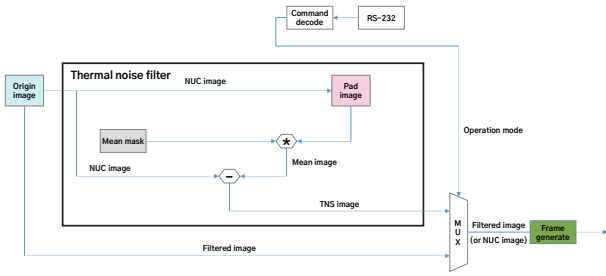 Command
decode
RS-232
Thermal noise filter
NUC image
Origin
image
Pad
image
Operation mode
Mean mask
*
Mean image
NUC image
−
TNS image
M
U
X
Filtered image
(or NUC image)
Frame
generate
Filtered image